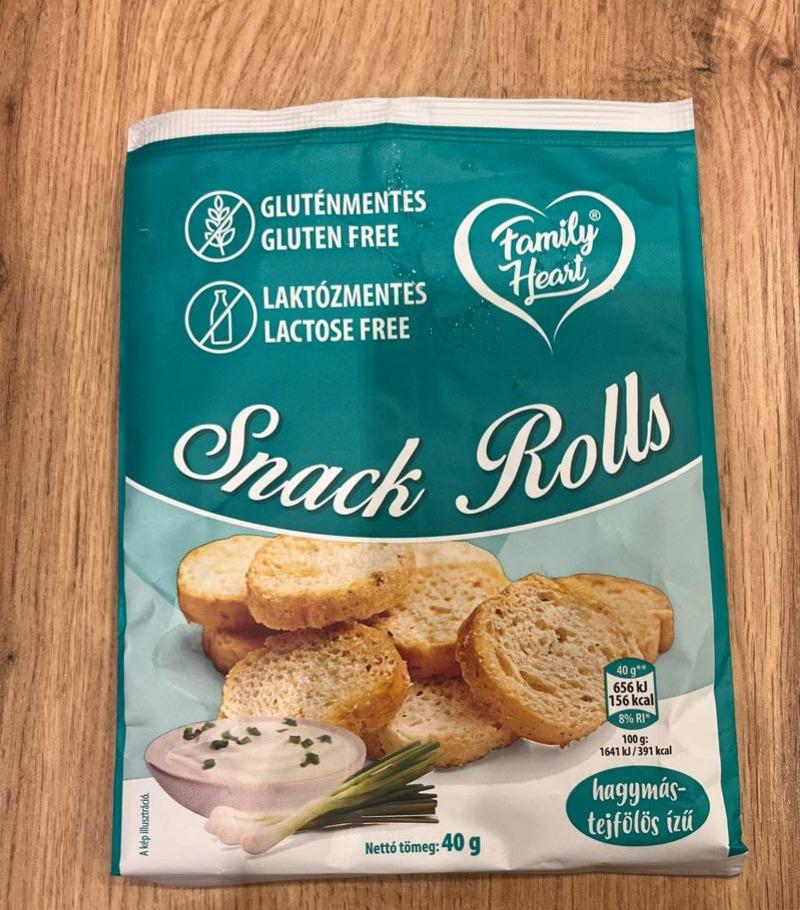 GLUTÉNMENTES
GLUTEN FREE
LAKTÓZMENTES
LACTOSE FREE
Family®
Heart
Snack Rolls
40 g**
656 kJ
156 kcal
8% RI*
100 g:
1641 kJ / 391 kcal
hagymás-
tejfölös ízű
Nettó tömeg: 40 g
A kép illusztráció.